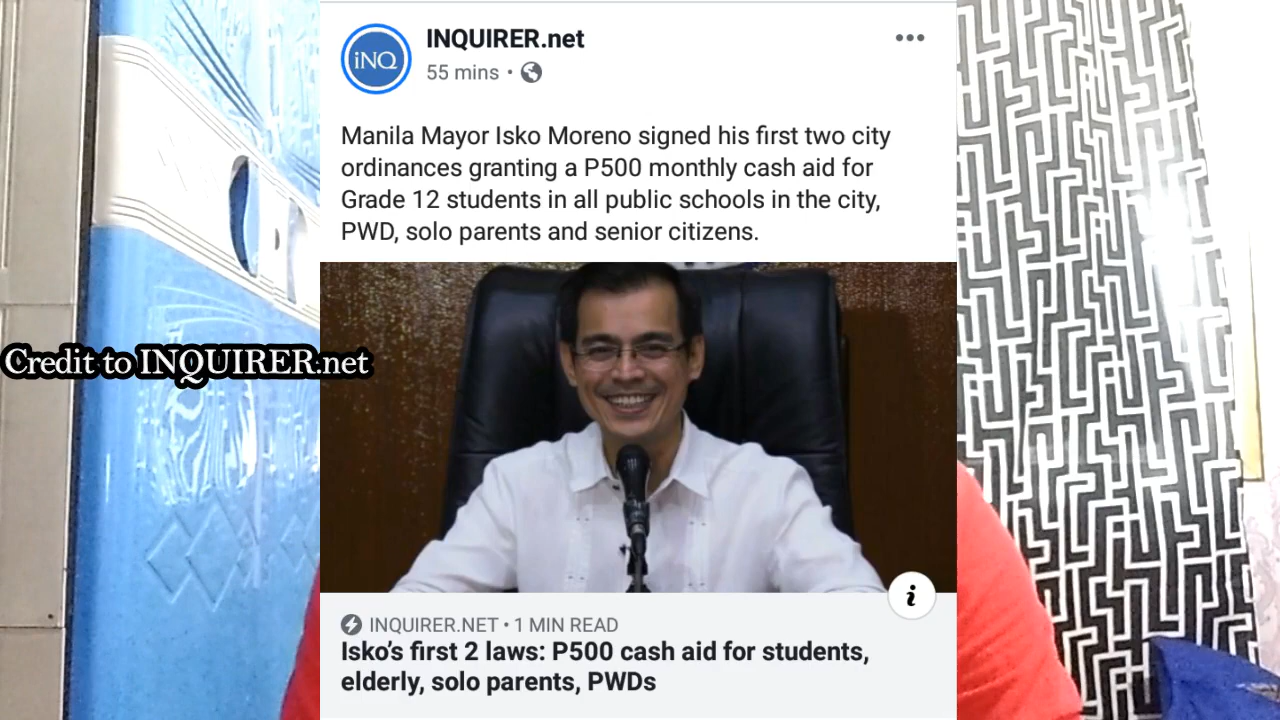 INQUIRER.net
iNQ
55 mins •
Manila Mayor Isko Moreno signed his first two city
ordinances granting a P500 monthly cash aid for
Grade 12 students in all public schools in the city,
PWD, solo parents and senior citizens.
Credit to INQUIRER.net
i
INQUIRER.NET • 1 MIN READ
Isko's first 2 laws: P500 cash aid for students,
elderly, solo parents, PWDs